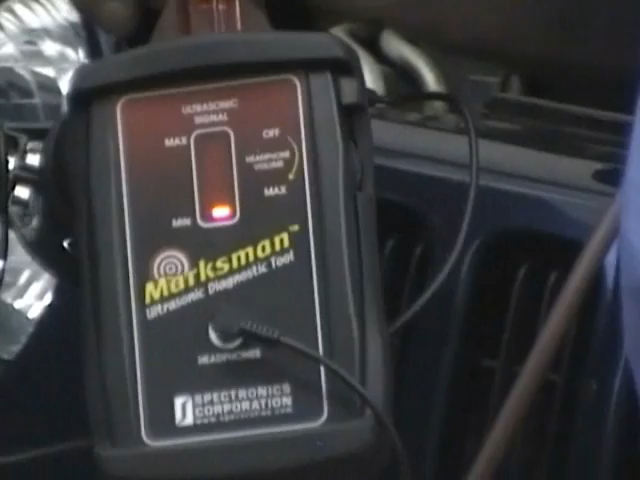 ULTRASONIC
SIGNAL
MAX
OFF
HEADPHONE
VOLUME
MAX
MIN
Marksman™
Ultrasonic Diagnostic Tool
HEADPHONES
SPECTRONICS
CORPORATION